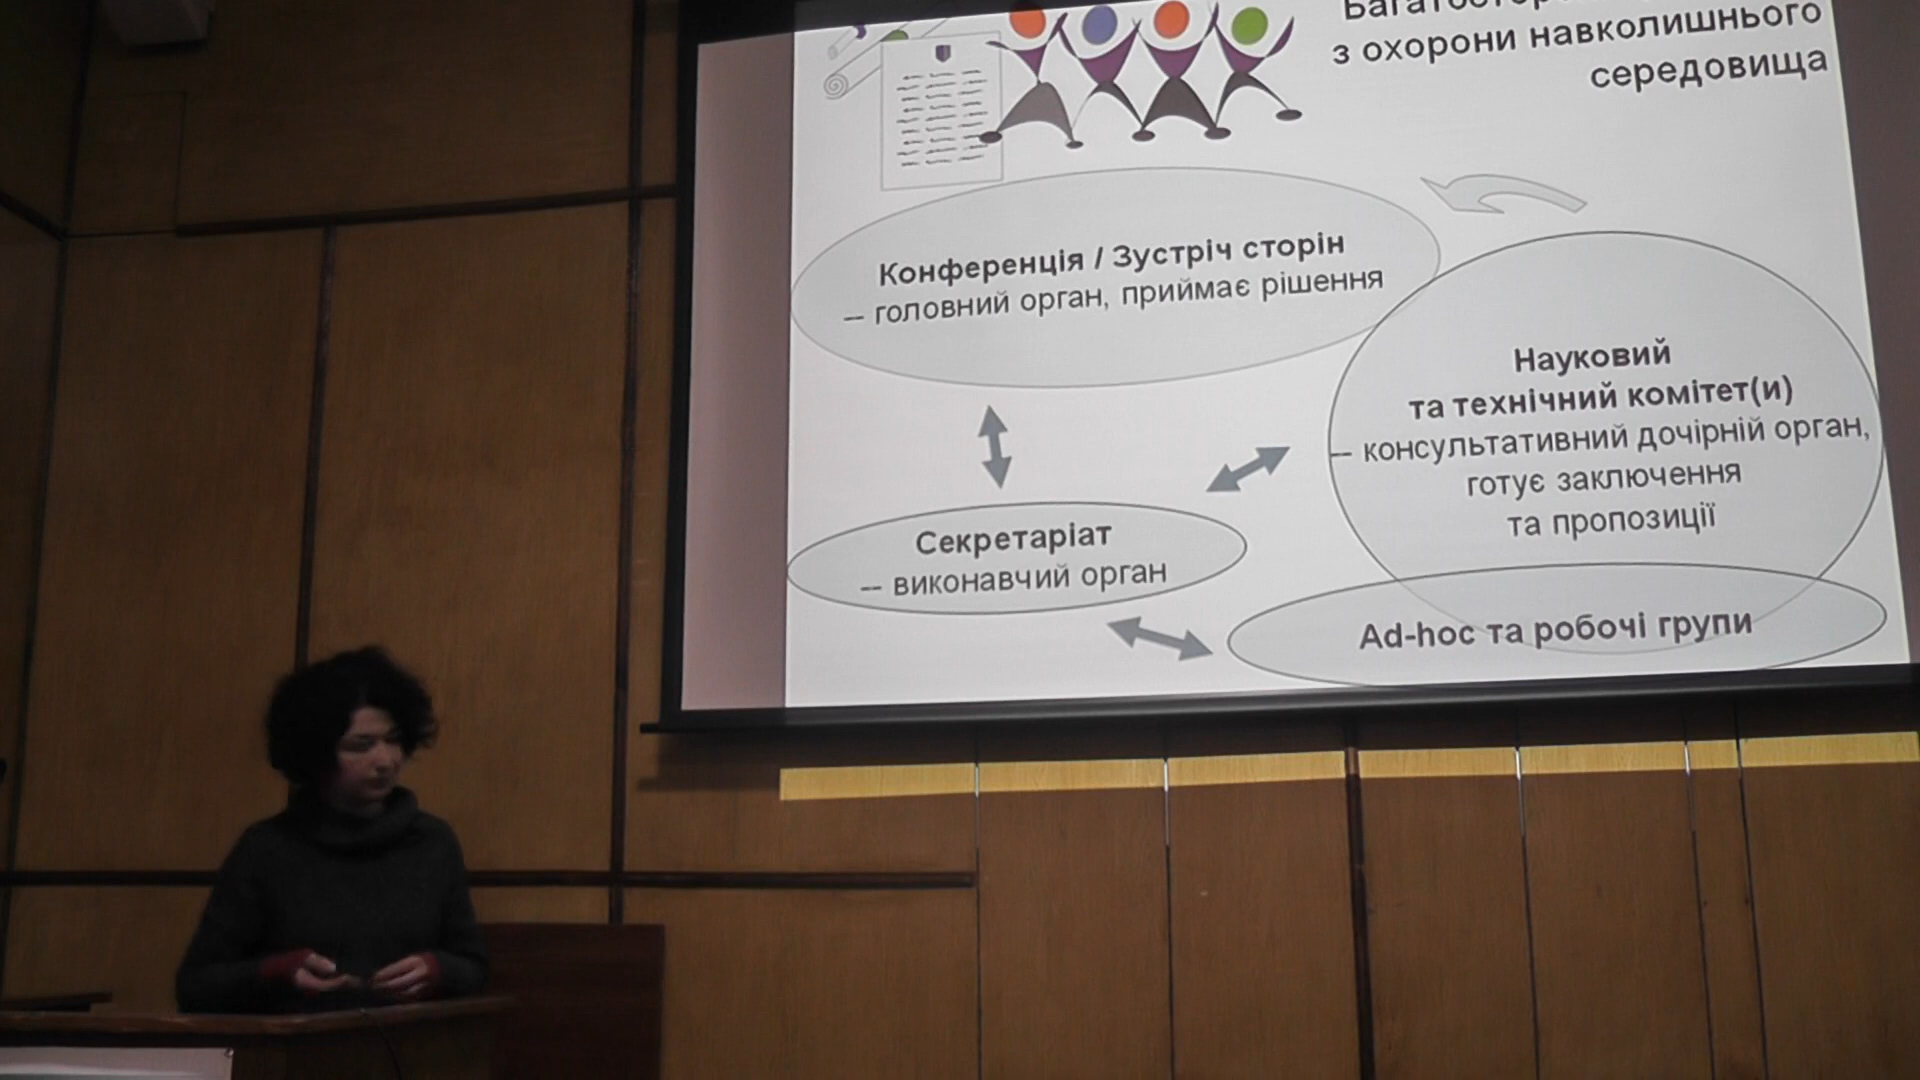 з охорони навколишнього
середовища
Конференція / Зустріч сторін
-- головний орган, приймає рішення
Науковий
та технічний комітет(и)
-- консультативний дочірній орган,
готує заключення
та пропозиції
Секретаріат
-- виконавчий орган
Ad-hoc та робочі групи